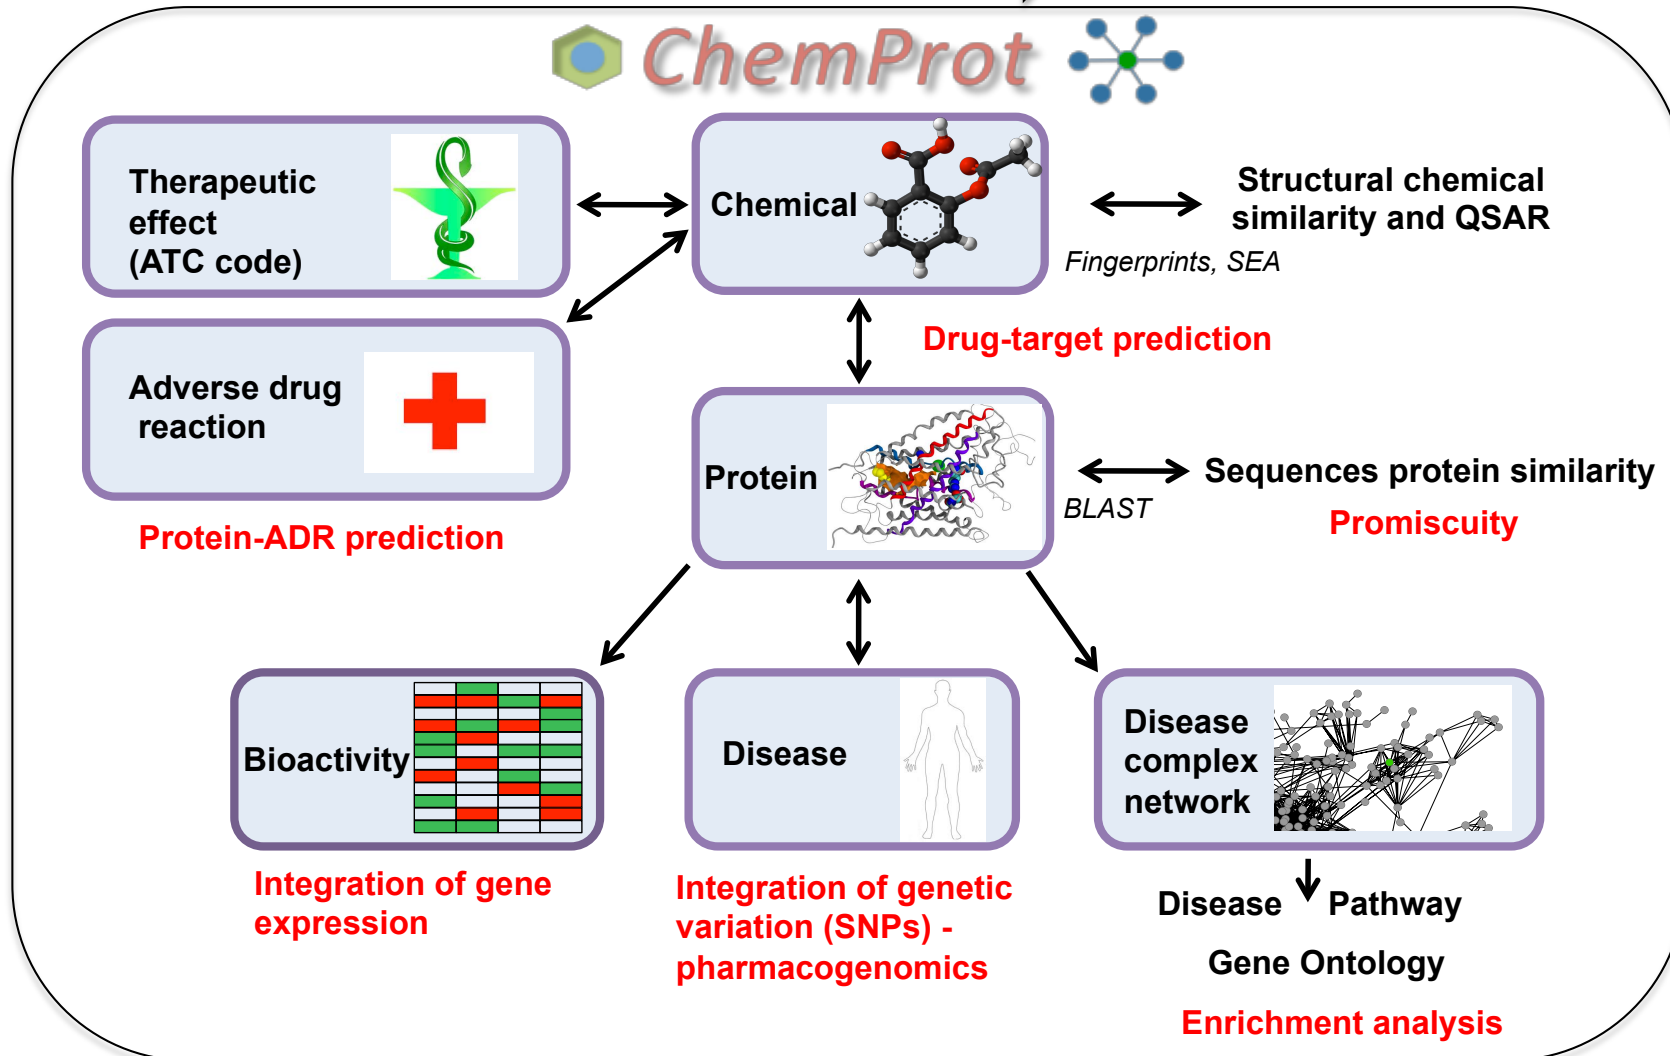 ChemProt
Therapeutic
effect
(ATC code)
Chemical
Structural chemical
similarity and QSAR
Fingerprints, SEA
Drug-target prediction
Adverse drug
reaction
Protein-ADR prediction
Protein
Sequences protein similarity
BLAST
Promiscuity
Bioactivity
Integration of gene
expression
Disease
Integration of genetic
variation (SNPs) -
pharmacogenomics
Disease
complex
network
Disease Pathway
Gene Ontology
Enrichment analysis